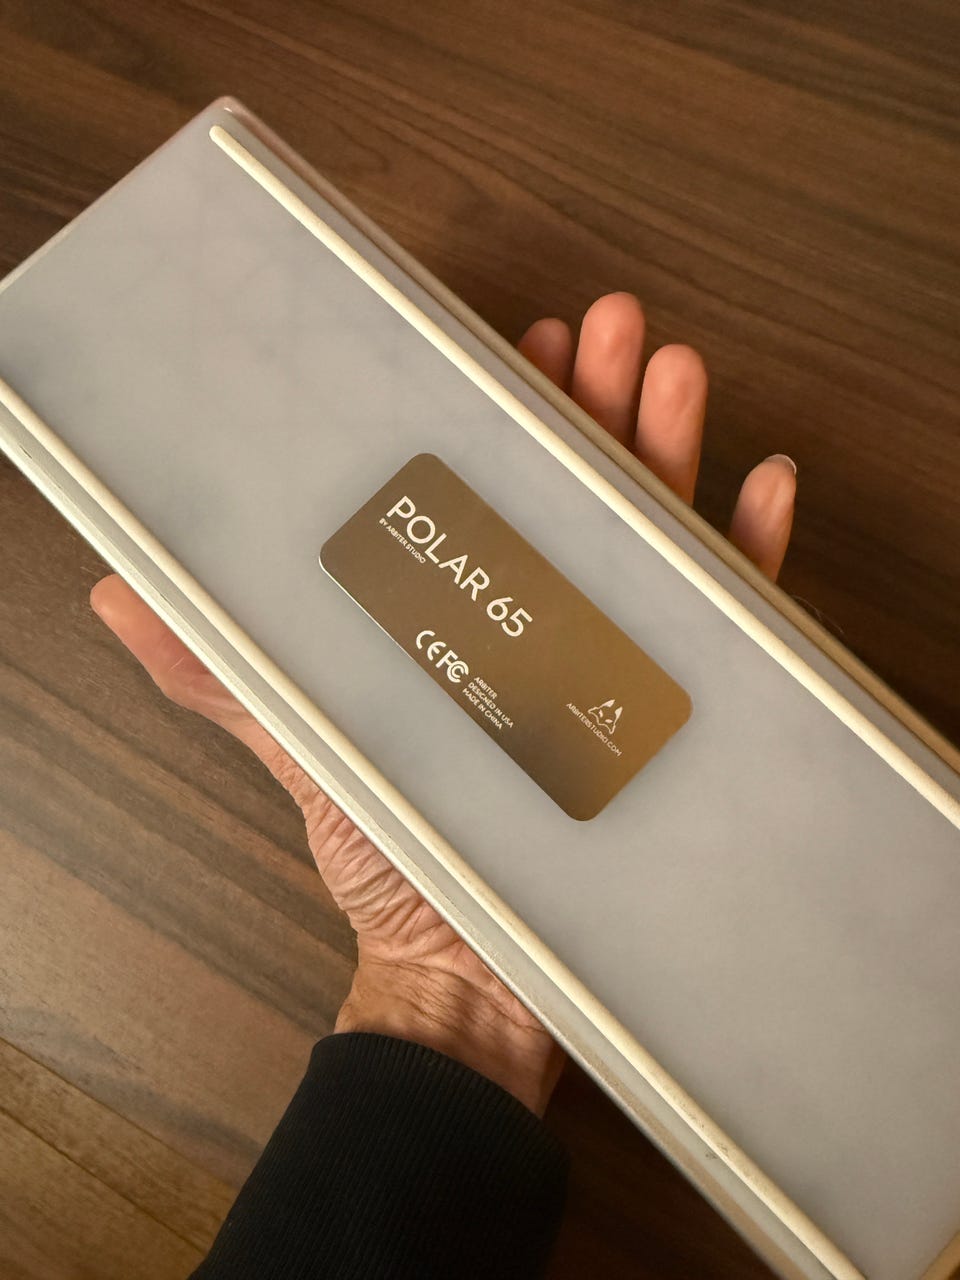 POLAR 65
BY ARBITER STUDIO
CE FC
ARBITER
DESIGNED IN USA
MADE IN CHINA
ARBITERSTUDIO.COM